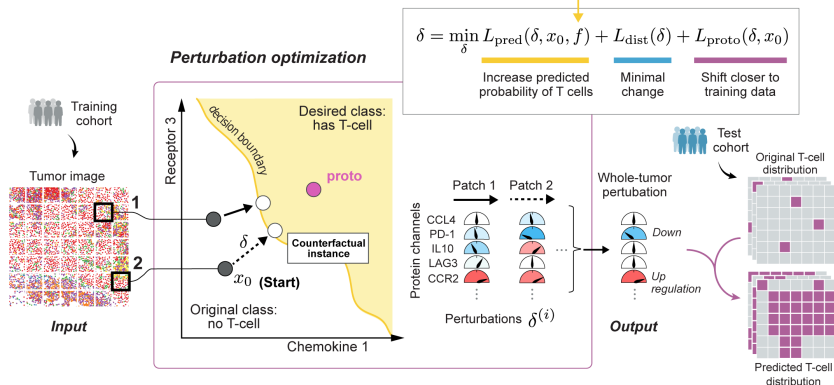 δ = min_δ L_pred(δ, x₀, f) + L_dist(δ) + L_proto(δ, x₀)
Increase predicted
probability of T cells
Minimal
change
Shift closer to
training data
Perturbation optimization
Training
cohort
Tumor image
1
2
Input
Receptor 3
decision boundary
Desired class:
has T-cell
proto
δ
Counterfactual
instance
x₀ (Start)
Original class:
no T-cell
Chemokine 1
Patch 1
Patch 2
Protein channels
CCL4
PD-1
IL10
LAG3
CCR2
Perturbations δ⁽ⁱ⁾
Whole-tumor
pertubation
Down
Up
regulation
Output
Test
cohort
Original T-cell
distribution
Predicted T-cell
distribution